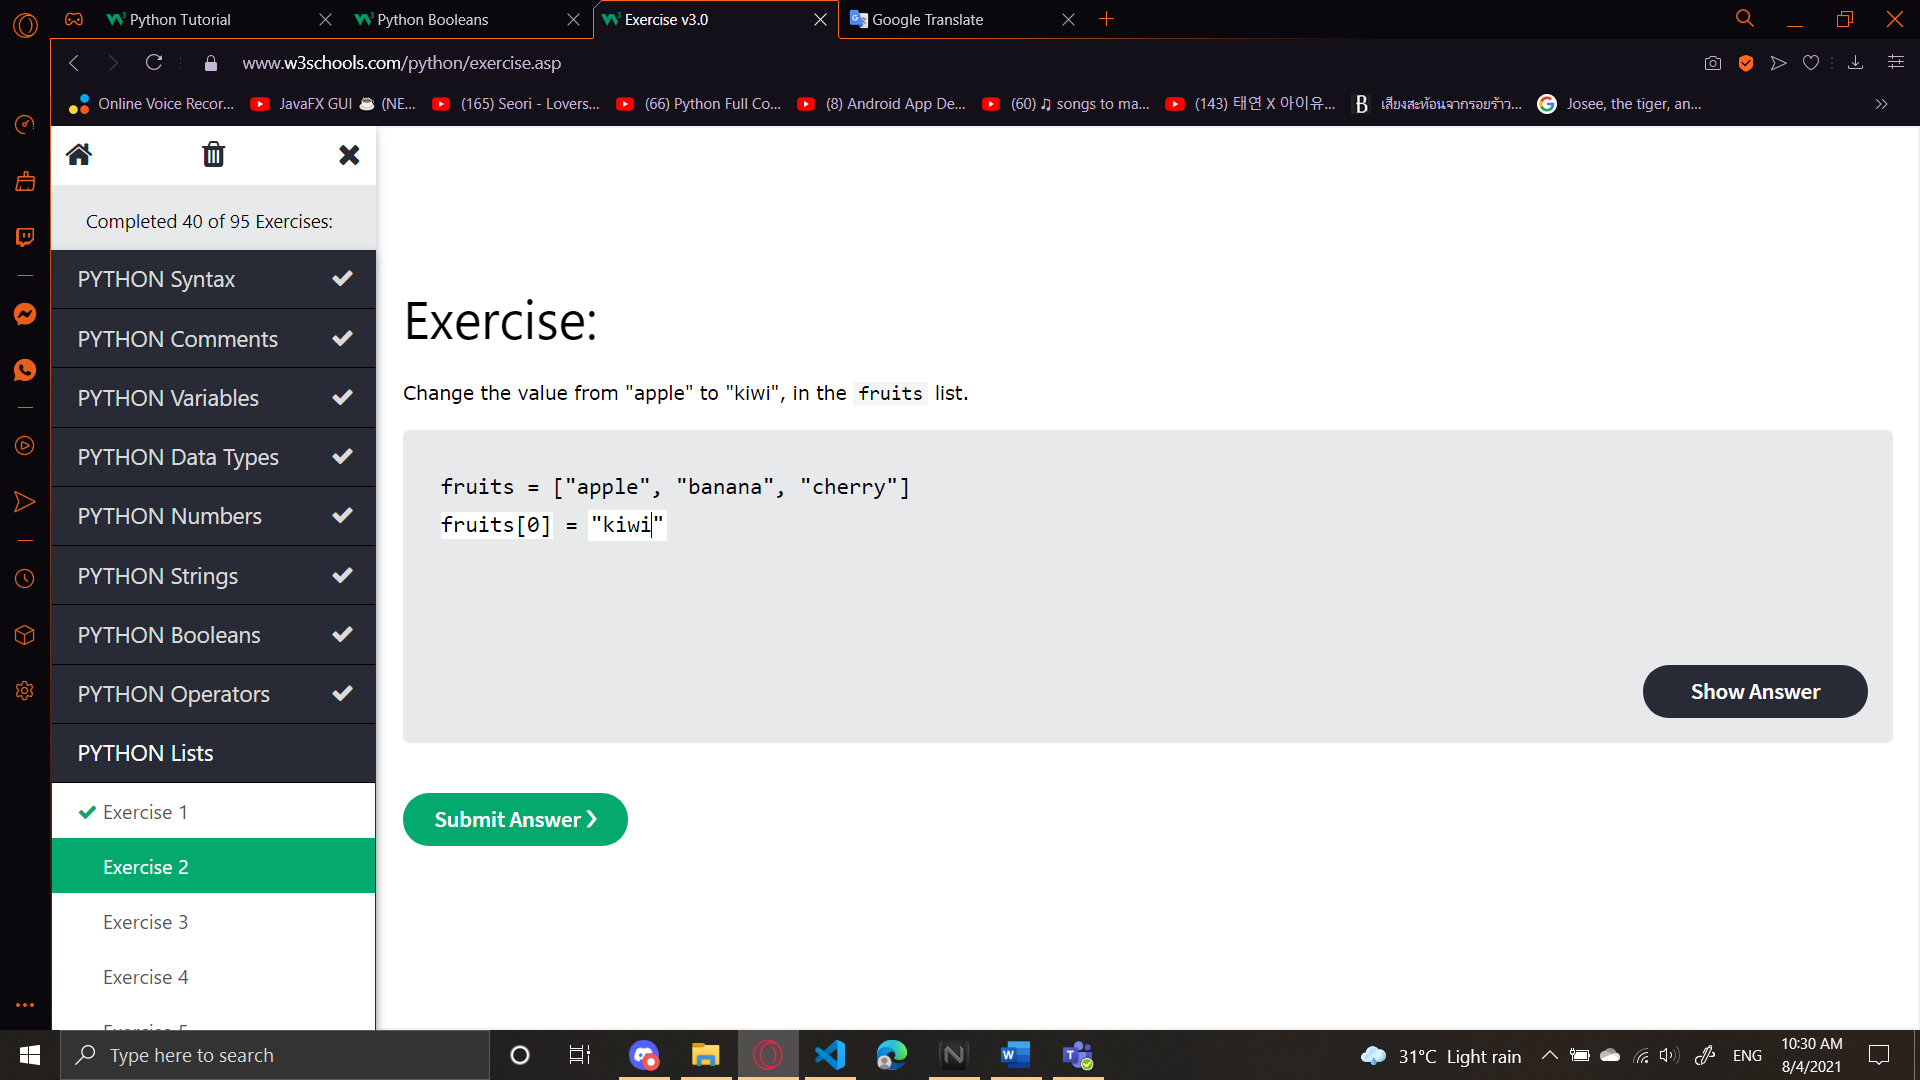 Python Tutorial
Python Booleans
Exercise v3.0
Google Translate
www.w3schools.com/python/exercise.asp
Online Voice Recor...
JavaFX GUI ☕ (NE...
(165) Seori - Lovers...
(66) Python Full Co...
(8) Android App De...
(60) ♫ songs to ma...
(143) 태연 X 아이유...
เสียงสะท้อนจากรอยร้าว...
Josee, the tiger, an...
Completed 40 of 95 Exercises:
PYTHON Syntax
PYTHON Comments
PYTHON Variables
PYTHON Data Types
PYTHON Numbers
PYTHON Strings
PYTHON Booleans
PYTHON Operators
PYTHON Lists
Exercise 1
Exercise 2
Exercise 3
Exercise 4
Exercise:
Change the value from "apple" to "kiwi", in the fruits list.
fruits = ["apple", "banana", "cherry"]
fruits[0] = "kiwi"
Show Answer
Submit Answer ❯
Type here to search
31°C Light rain
ENG
10:30 AM
8/4/2021